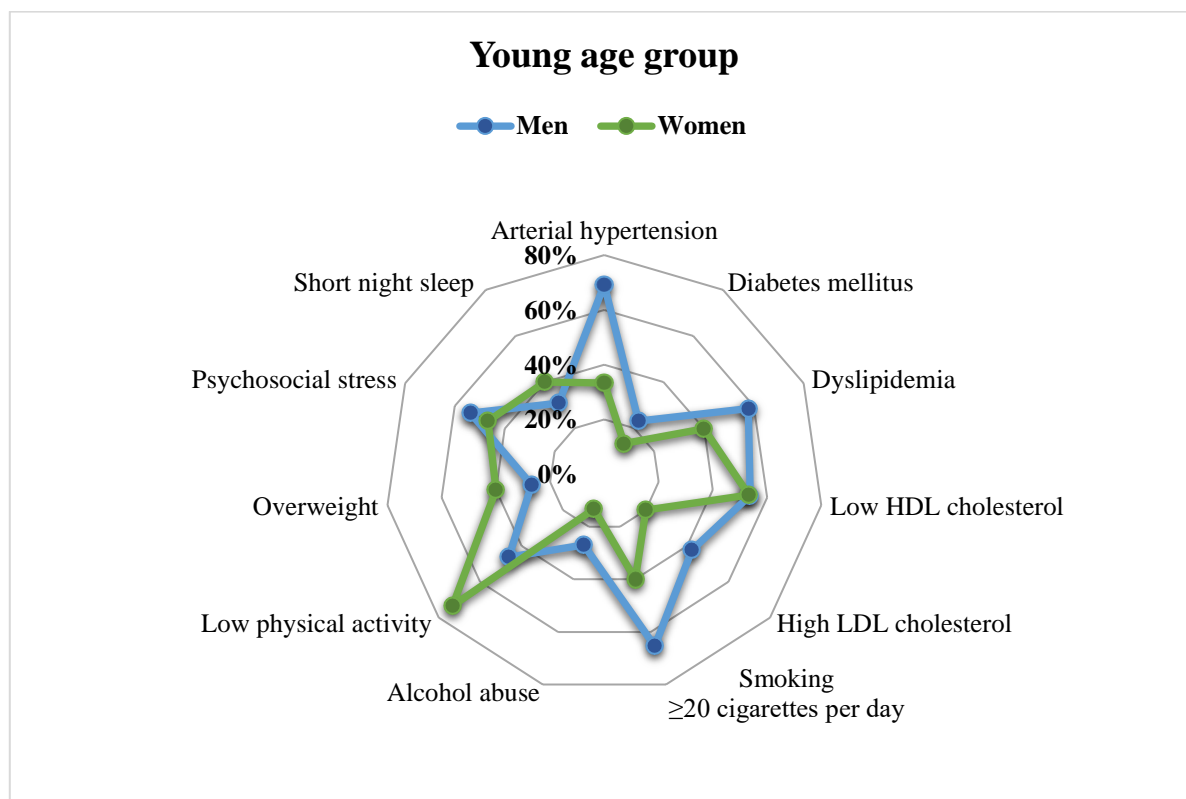 Young age group
Men
Women
Arterial hypertension
80%
Short night sleep
Diabetes mellitus
60%
40%
Psychosocial stress
Dyslipidemia
20%
0%
Overweight
Low HDL cholesterol
Low physical activity
High LDL cholesterol
Alcohol abuse
Smoking
≥20 cigarettes per day